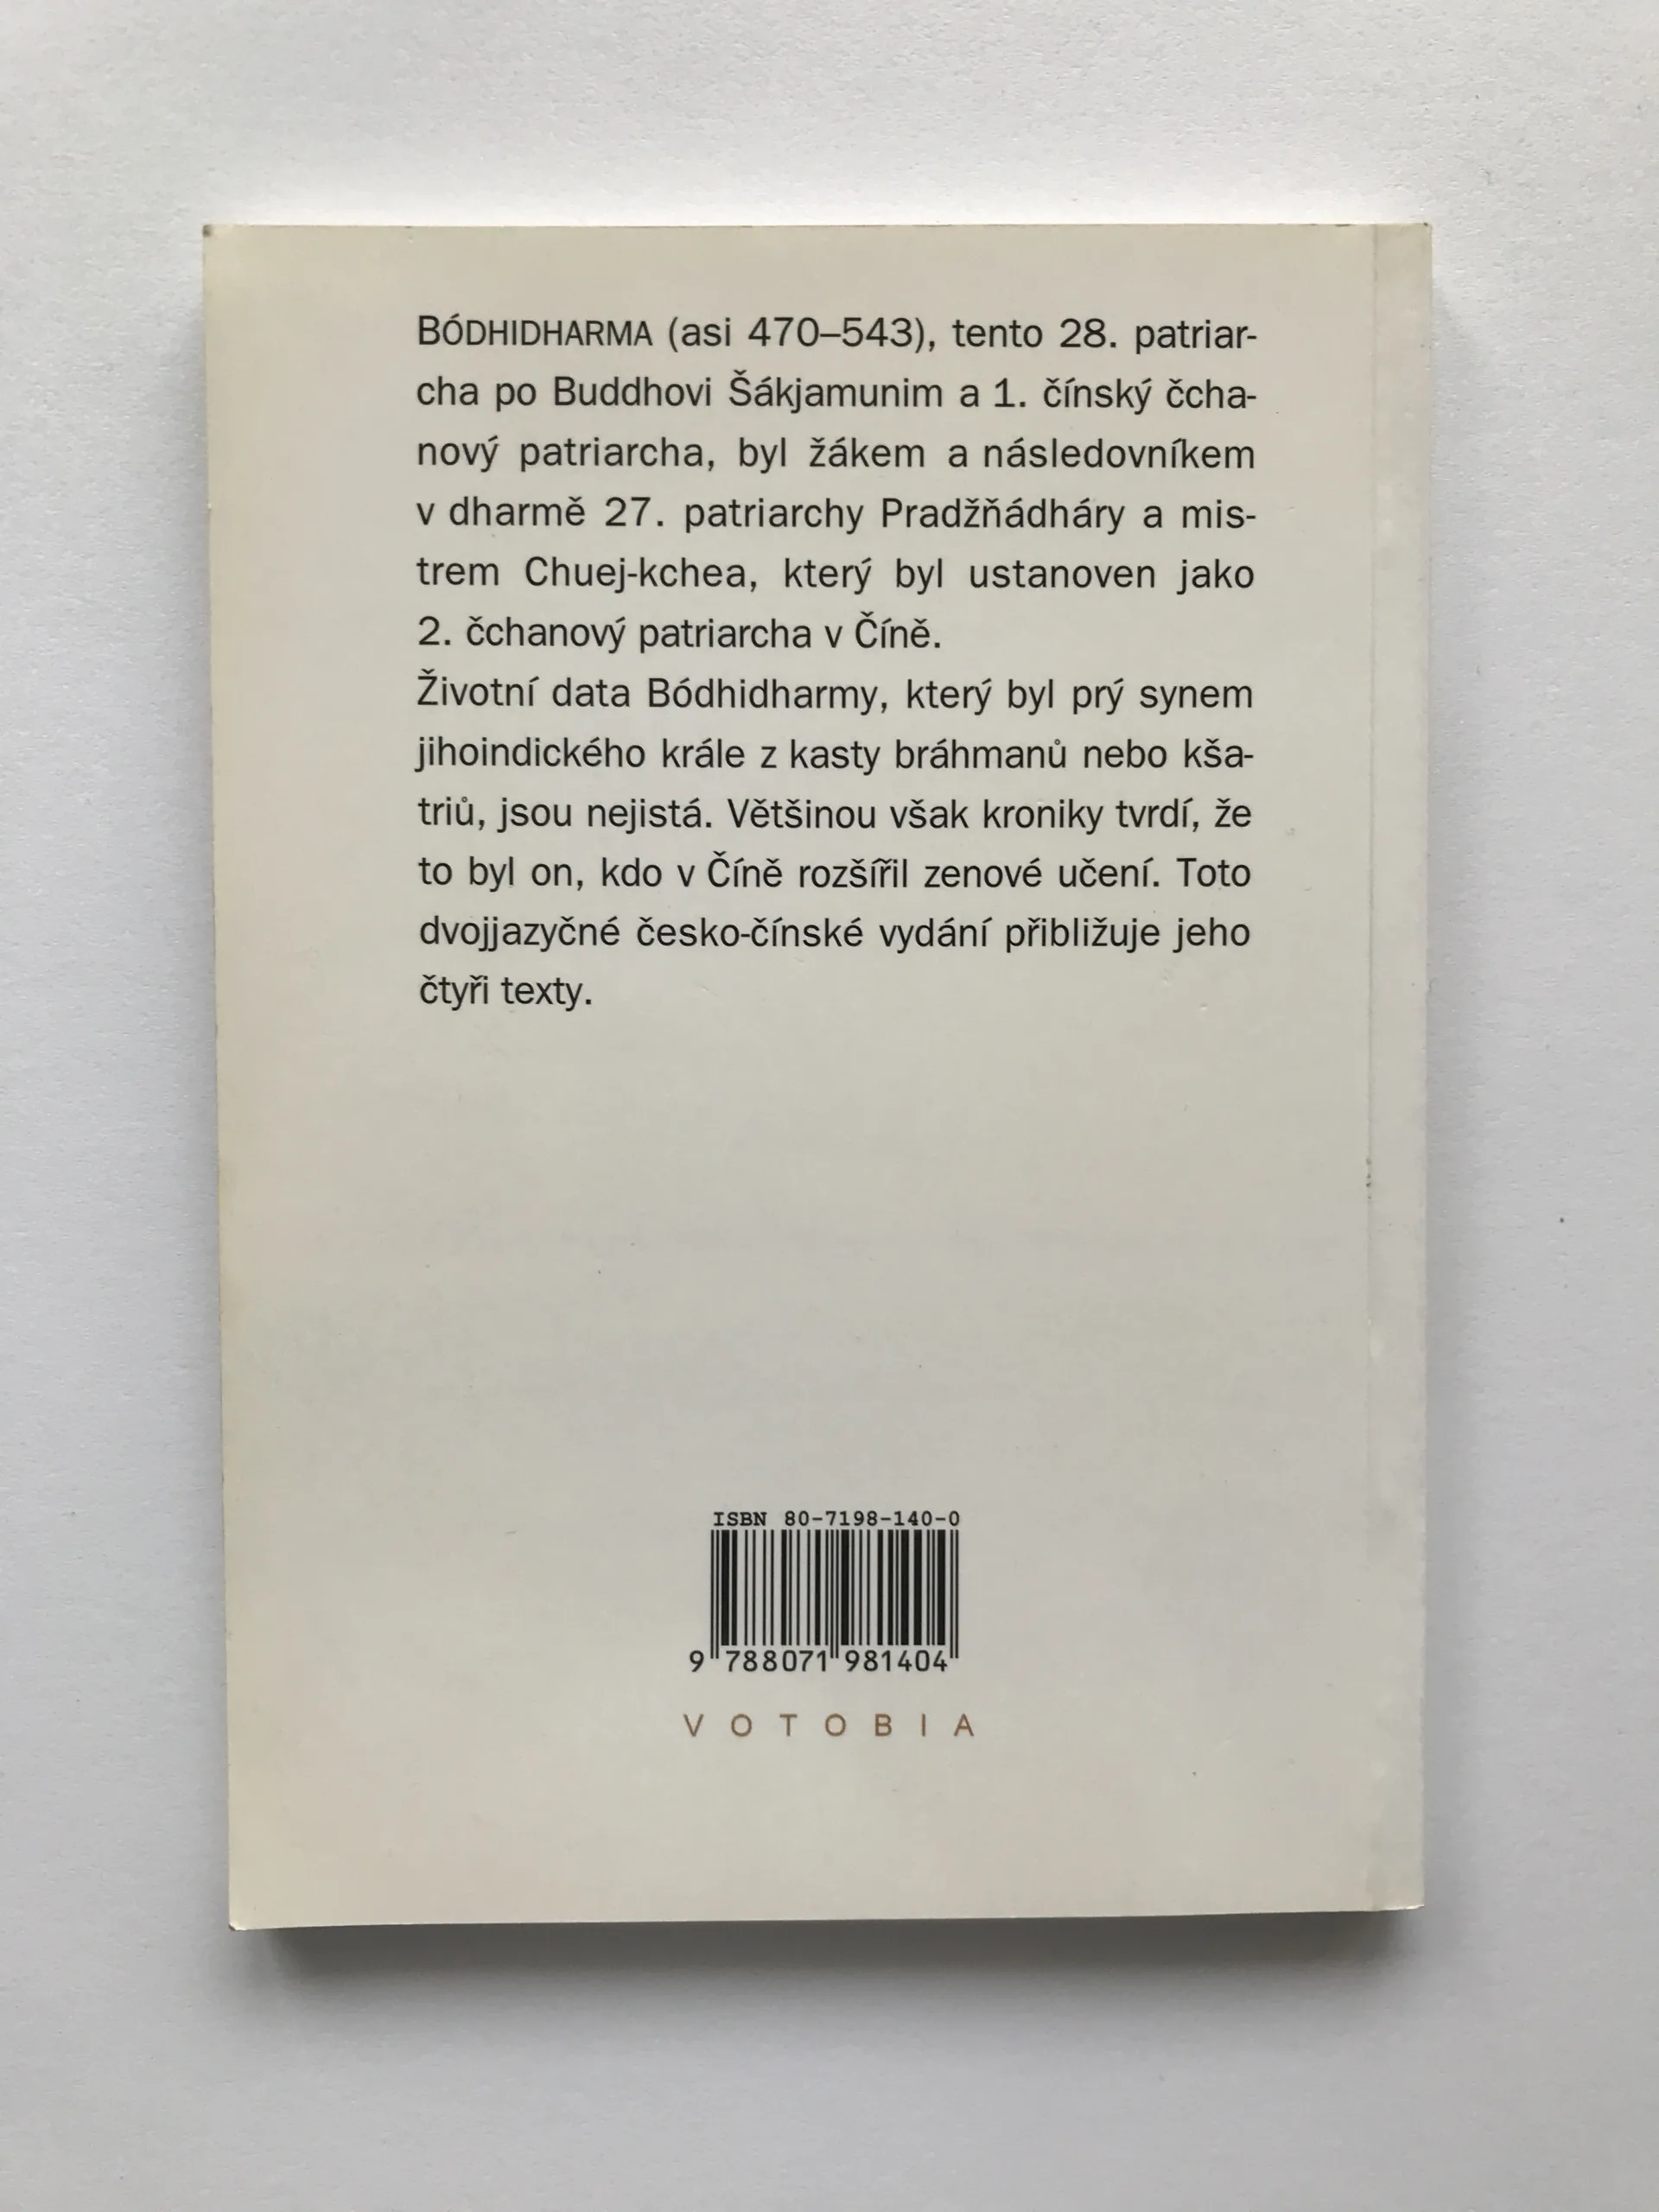 BÓDHIDHARMA (asi 470–543), tento 28. patriar-
cha po Buddhovi Šákjamunim a 1. čínský čcha-
nový patriarcha, byl žákem a následovníkem
v dharmě 27. patriarchy Pradžňádháry a mis-
trem Chuej-kchea, který byl ustanoven jako
2. čchanový patriarcha v Číně.
Životní data Bódhidharmy, který byl prý synem
jihoindického krále z kasty bráhmanů nebo kša-
triů, jsou nejistá. Většinou však kroniky tvrdí, že
to byl on, kdo v Číně rozšířil zenové učení. Toto
dvojjazyčné česko-čínské vydání přibližuje jeho
čtyři texty.
ISBN 80-7198-140-0
9 788071 981404
VOTOBIA